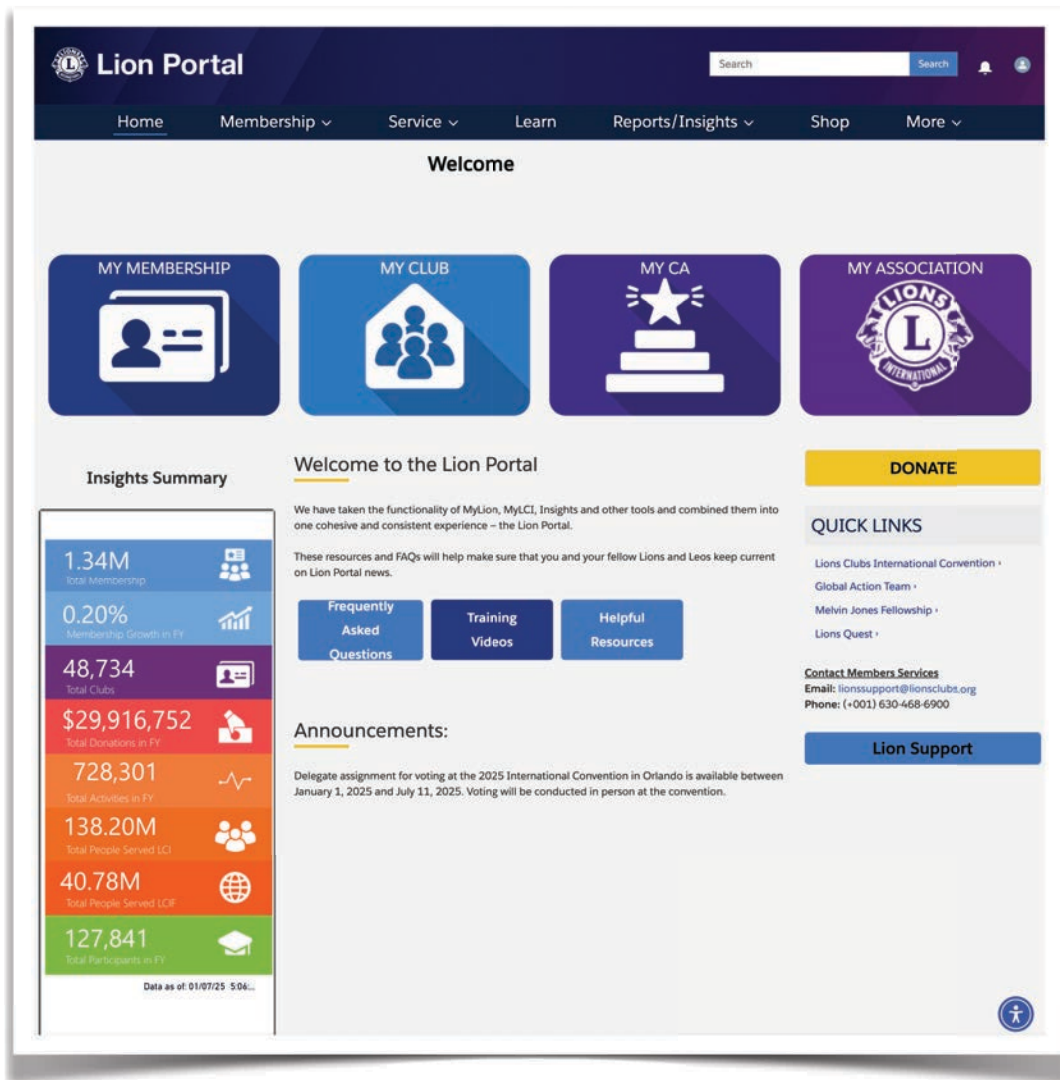 Lion Portal
Search
Search
Home
Membership
Service
Learn
Reports/Insights
Shop
More
Welcome
MY MEMBERSHIP
MY CLUB
MY CA
MY ASSOCIATION
LIONS
L
INTERNATIONAL
Insights Summary
1.34M
Total Membership
0.20%
Membership Growth in FY
48,734
Total Clubs
$29,916,752
Total Donations in FY
728,301
Total Activities in FY
138.20M
Total People Served LCI
40.78M
Total People Served LCIF
127,841
Total Participants in FY
Data as of: 01/07/25 5:06:...
Welcome to the Lion Portal
We have taken the functionality of MyLion, MyLCI, Insights and other tools and combined them into
one cohesive and consistent experience – the Lion Portal.
These resources and FAQs will help make sure that you and your fellow Lions and Leos keep current
on Lion Portal news.
Frequently
Asked
Questions
Training
Videos
Helpful
Resources
Announcements:
Delegate assignment for voting at the 2025 International Convention in Orlando is available between
January 1, 2025 and July 11, 2025. Voting will be conducted in person at the convention.
DONATE
QUICK LINKS
Lions Clubs International Convention ›
Global Action Team ›
Melvin Jones Fellowship ›
Lions Quest ›
Contact Members Services
Email: lionssupport@lionsclubs.org
Phone: (+001) 630-468-6900
Lion Support